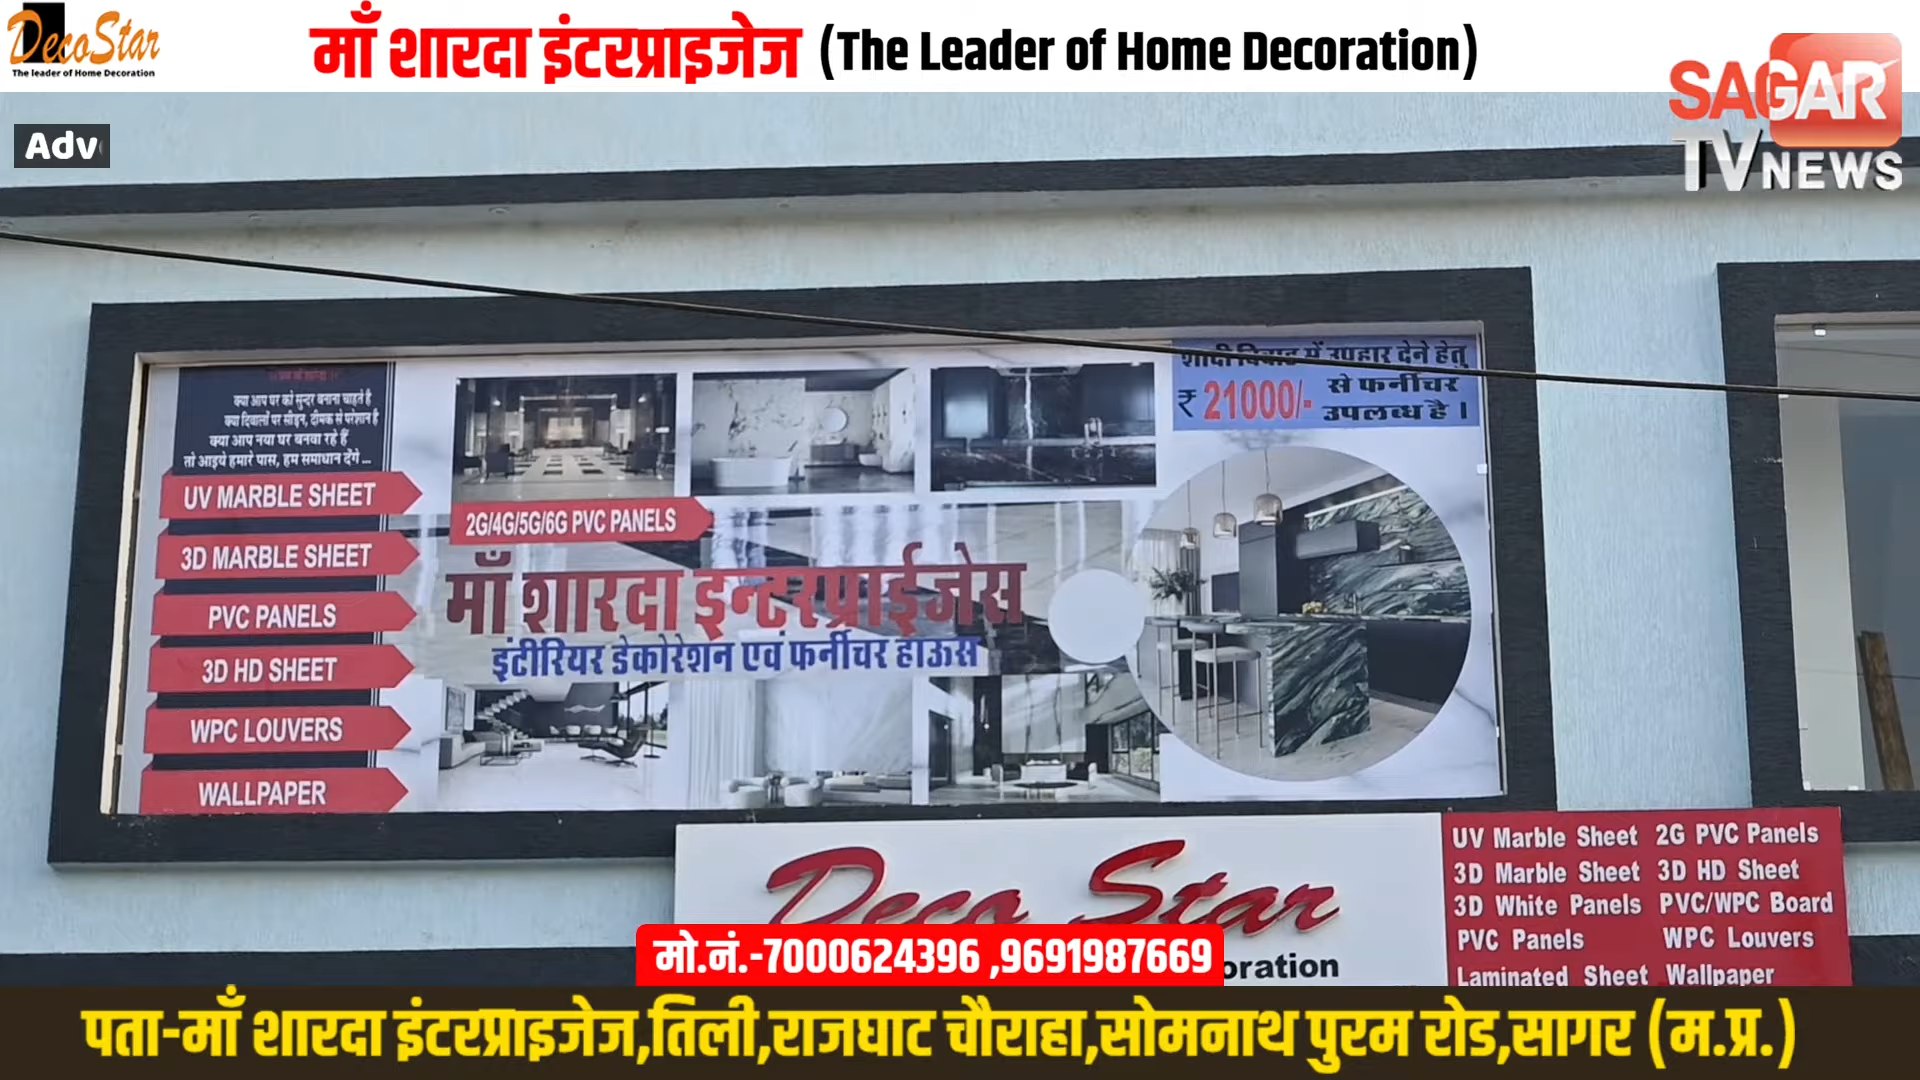 DecoStar
The leader of Home Decoration
माँ शारदा इंटरप्राइजेज (The Leader of Home Decoration)
SAGAR
TV NEWS
Adv
क्या आप घर को सुन्दर बनाना चाहते है
क्या दिवालों पर सीड़न, दीमक से परेशान है
क्या आप नया घर बनवा रहे हैं
तो आइये हमारे पास, हम समाधान देंगे ...
UV MARBLE SHEET
3D MARBLE SHEET
PVC PANELS
3D HD SHEET
WPC LOUVERS
WALLPAPER
2G/4G/5G/6G PVC PANELS
माँ शारदा इन्टरप्राईजेस
इंटीरियर डेकोरेशन एवं फर्नीचर हाऊस
शादी विवाह में उपहार देने हेतु
₹ 21000/- से फर्नीचर
उपलब्ध है ।
Deco Star
oration
UV Marble Sheet 2G PVC Panels
3D Marble Sheet 3D HD Sheet
3D White Panels PVC/WPC Board
PVC Panels WPC Louvers
Laminated Sheet Wallpaper
मो.नं.-7000624396 ,9691987669
पता-माँ शारदा इंटरप्राइजेज,तिली,राजघाट चौराहा,सोमनाथ पुरम रोड,सागर (म.प्र.)